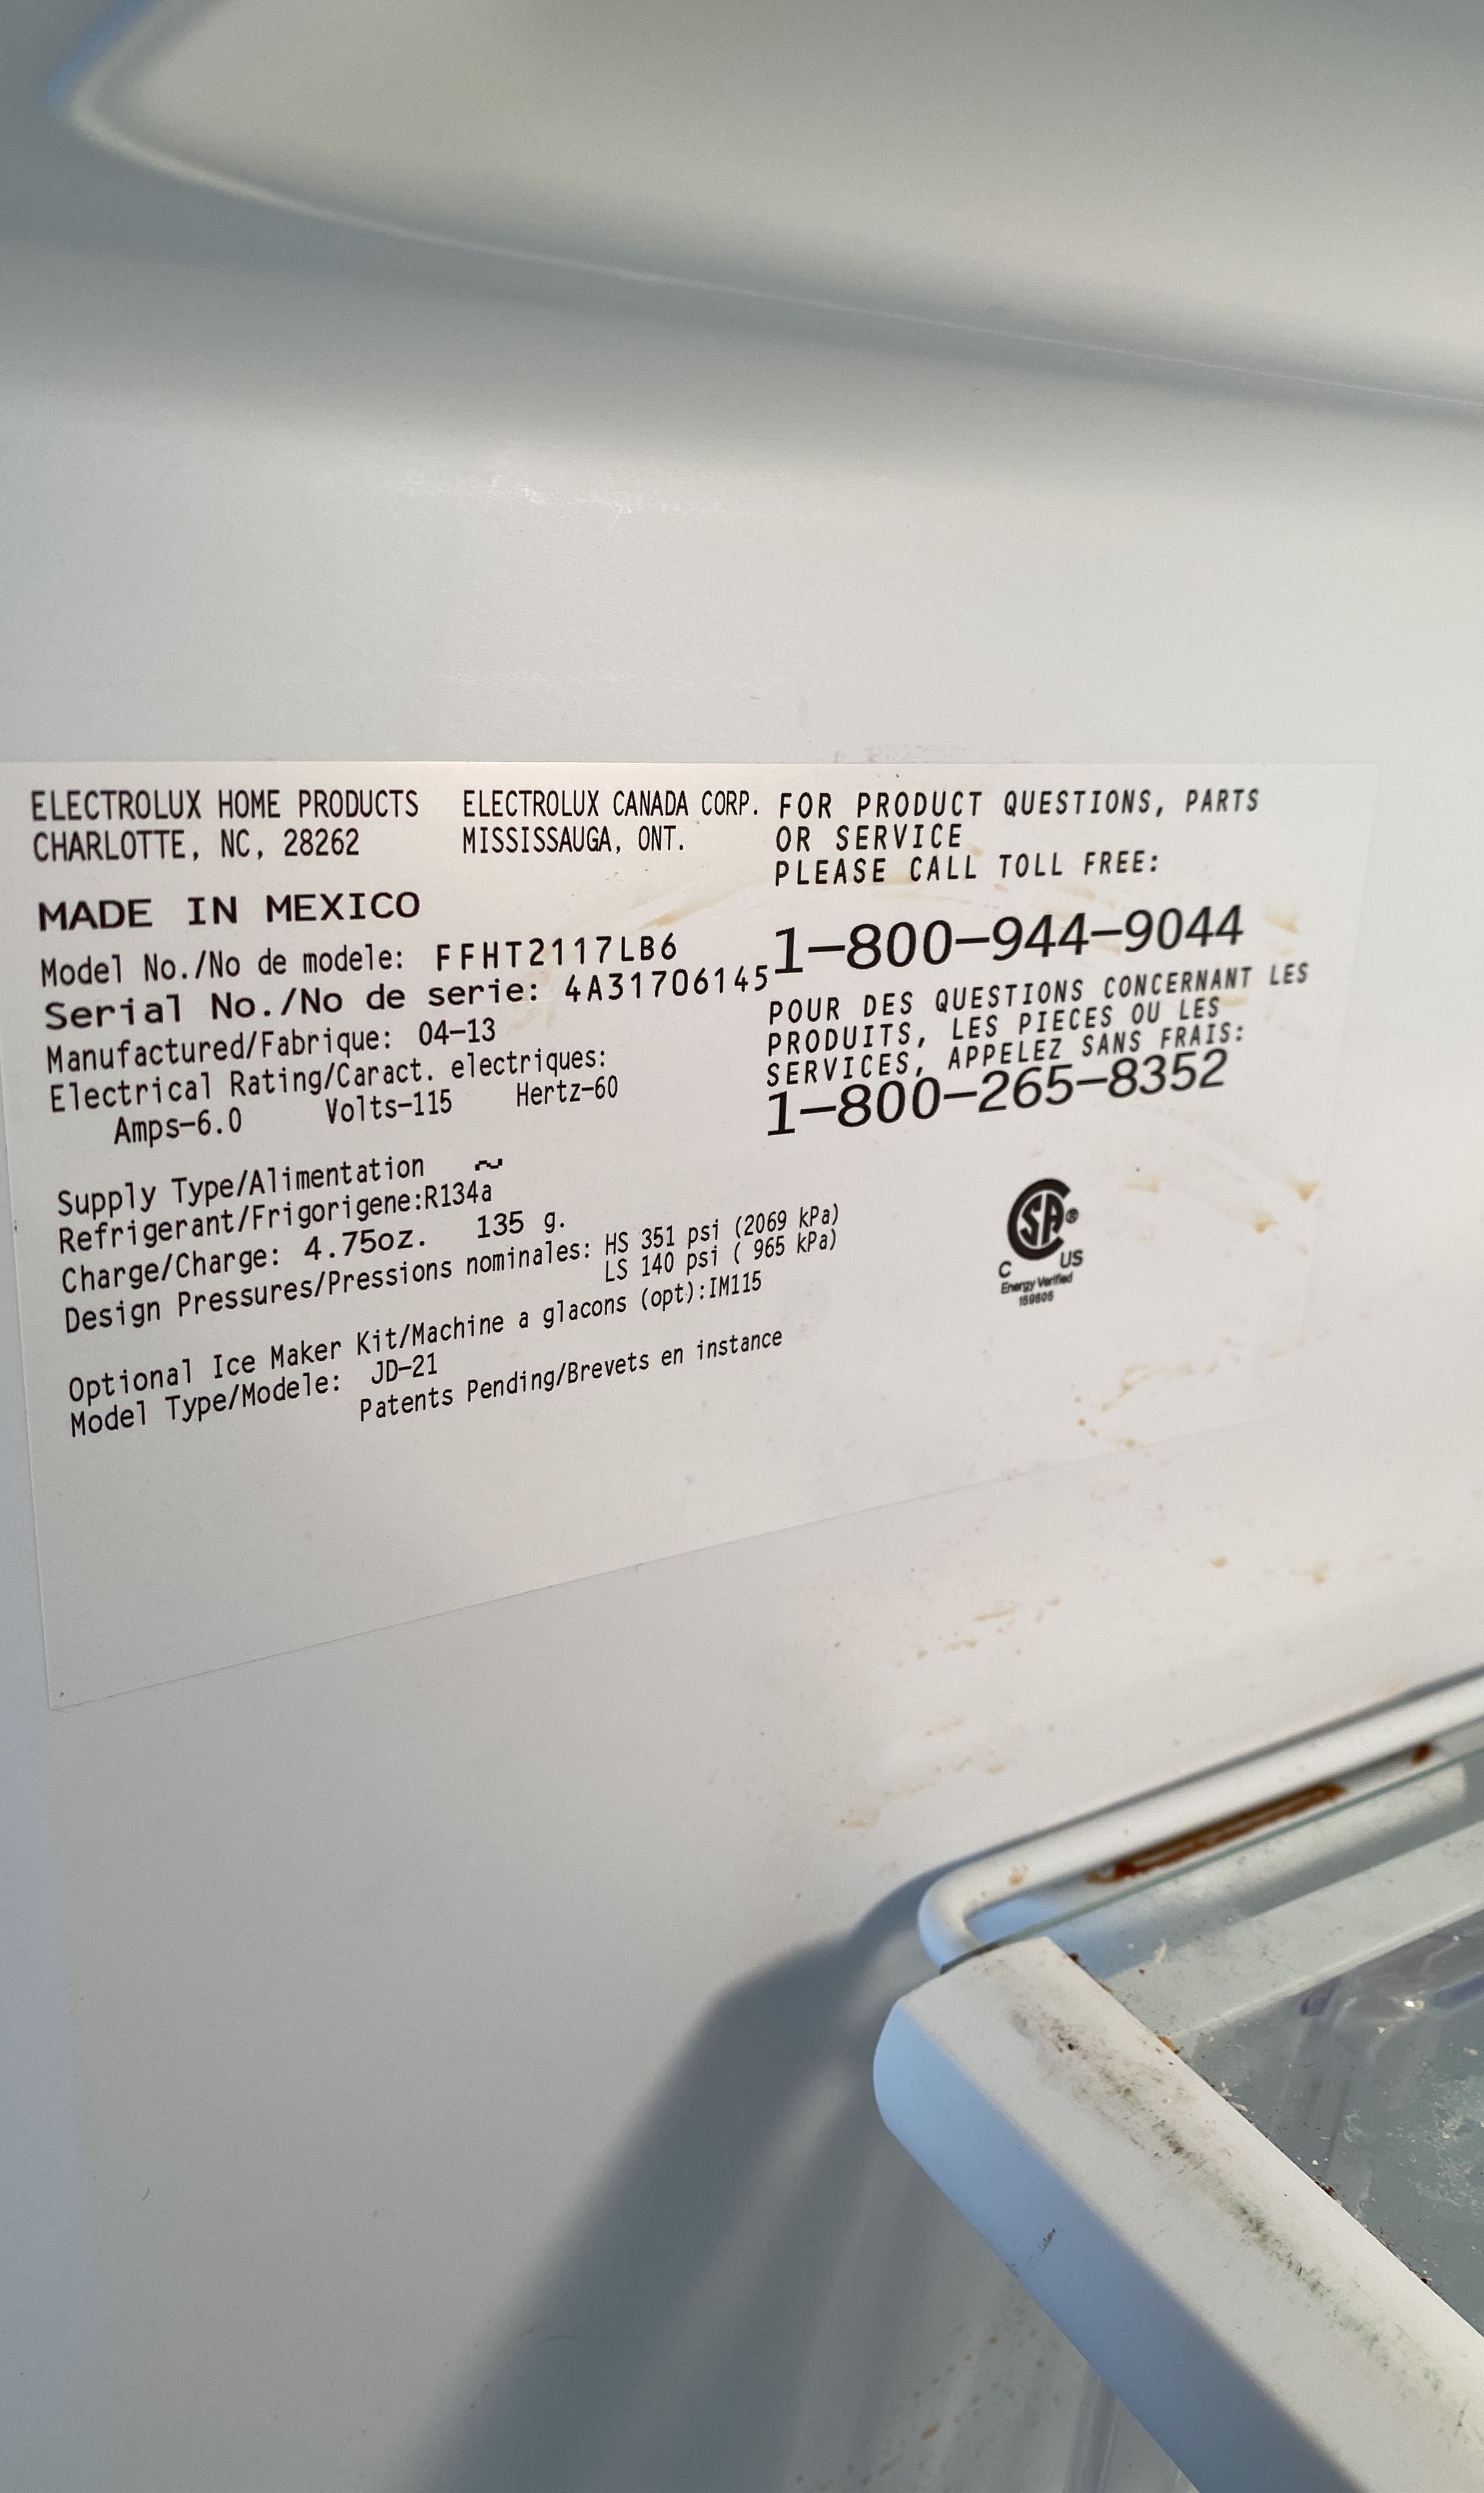 ELECTROLUX HOME PRODUCTS
CHARLOTTE, NC, 28262
ELECTROLUX CANADA CORP.
MISSISSAUGA, ONT.
MADE IN MEXICO
Model No./No de modele: FFHT2117LB6
Serial No./No de serie: 4A31706145
Manufactured/Fabrique: 04-13
Electrical Rating/Caract. electriques:
Amps-6.0 Volts-115 Hertz-60
Supply Type/Alimentation ~
Refrigerant/Frigorigene:R134a
Charge/Charge: 4.75oz. 135 g.
Design Pressures/Pressions nominales: HS 351 psi (2069 kPa)
LS 140 psi ( 965 kPa)
Optional Ice Maker Kit/Machine a glacons (opt):IM115
Model Type/Modele: JD-21
Patents Pending/Brevets en instance
FOR PRODUCT QUESTIONS, PARTS
OR SERVICE
PLEASE CALL TOLL FREE:
1-800-944-9044
POUR DES QUESTIONS CONCERNANT LES
PRODUITS, LES PIECES OU LES
SERVICES, APPELEZ SANS FRAIS:
1-800-265-8352
SA®
C US
Energy Verified
159805